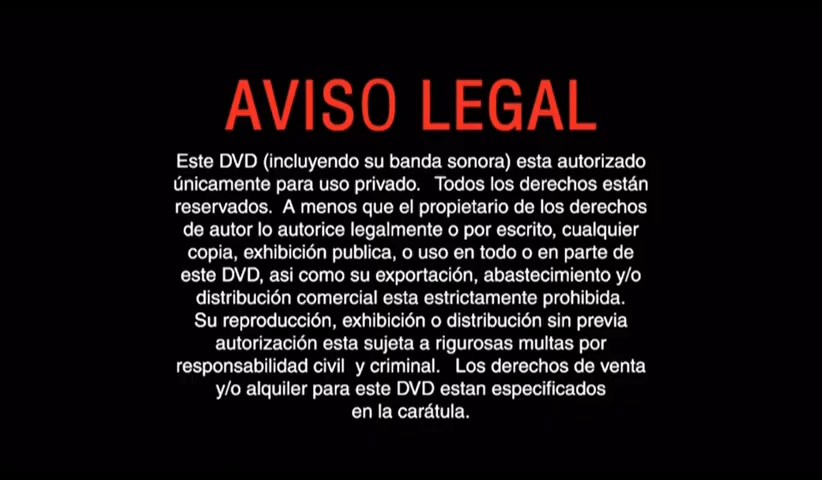 AVISO LEGAL
Este DVD (incluyendo su banda sonora) esta autorizado
únicamente para uso privado.   Todos los derechos están
reservados.  A menos que el propietario de los derechos
de autor lo autorice legalmente o por escrito, cualquier
copia, exhibición publica, o uso en todo o en parte de
este DVD, asi como su exportación, abastecimiento y/o
distribución comercial esta estrictamente prohibida.
Su reproducción, exhibición o distribución sin previa
autorización esta sujeta a rigurosas multas por
responsabilidad civil  y criminal.   Los derechos de venta
y/o alquiler para este DVD estan especificados
en la carátula.